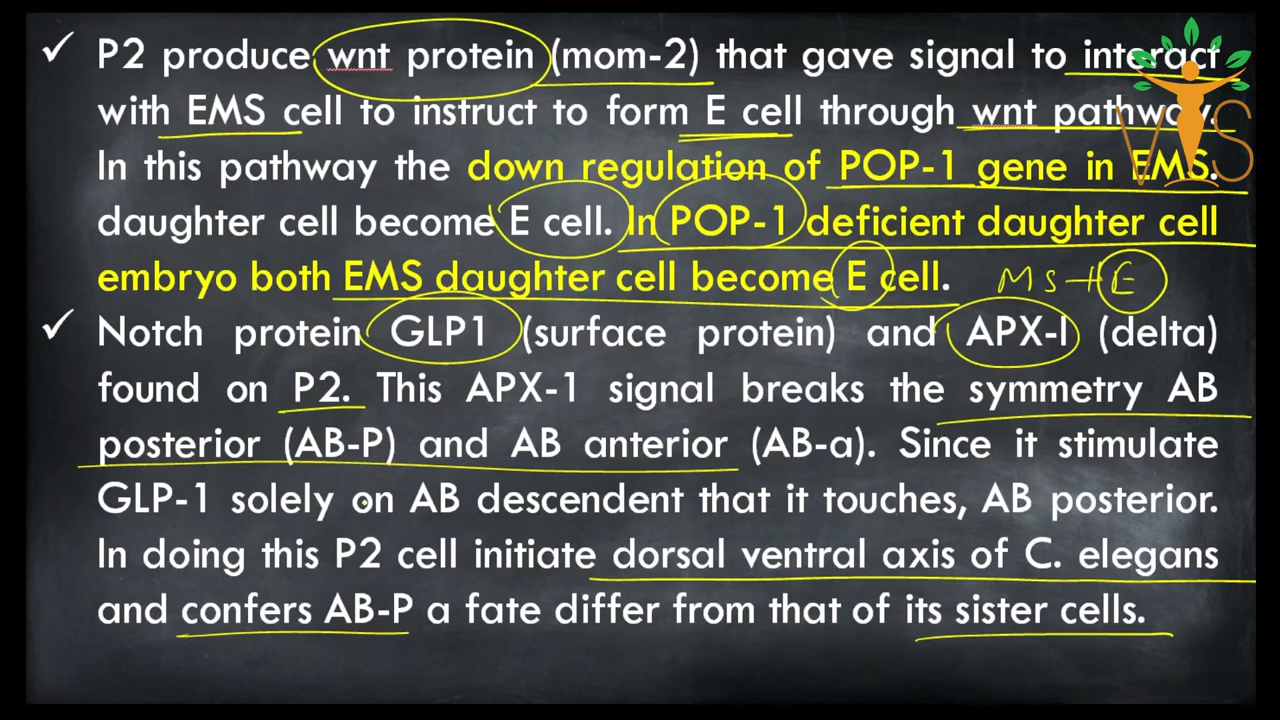 ✓ P2 produce wnt protein (mom-2) that gave signal to interact
with EMS cell to instruct to form E cell through wnt pathway.
In this pathway the down regulation of POP-1 gene in EMS.
daughter cell become E cell. In POP-1 deficient daughter cell
embryo both EMS daughter cell become E cell. MS + E
✓ Notch protein GLP1 (surface protein) and APX-I (delta)
found on P2. This APX-1 signal breaks the symmetry AB
posterior (AB-P) and AB anterior (AB-a). Since it stimulate
GLP-1 solely on AB descendent that it touches, AB posterior.
In doing this P2 cell initiate dorsal ventral axis of C. elegans
and confers AB-P a fate differ from that of its sister cells.
VIS